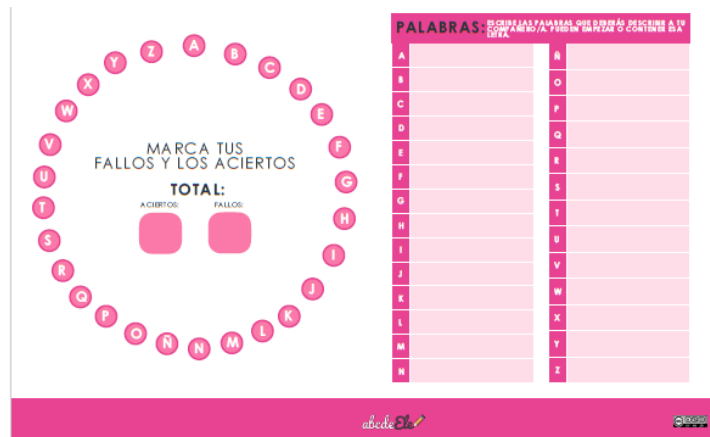 A
B
C
D
E
F
G
H
I
J
K
L
M
N
Ñ
O
P
Q
R
S
T
U
V
W
X
Y
Z
MARCA TUS
FALLOS Y LOS ACIERTOS
TOTAL:
ACIERTOS: FALLOS:
PALABRAS: ESCRIBE LAS PALABRAS QUE DEBERÁS DESCRIBIR A TU
COMPAÑERO/A. PUEDEN EMPEZAR O CONTENER ESA
LETRA.
A
B
C
D
E
F
G
H
I
J
K
L
M
N
Ñ
O
P
Q
R
S
T
U
V
W
X
Y
Z
abcdeEle